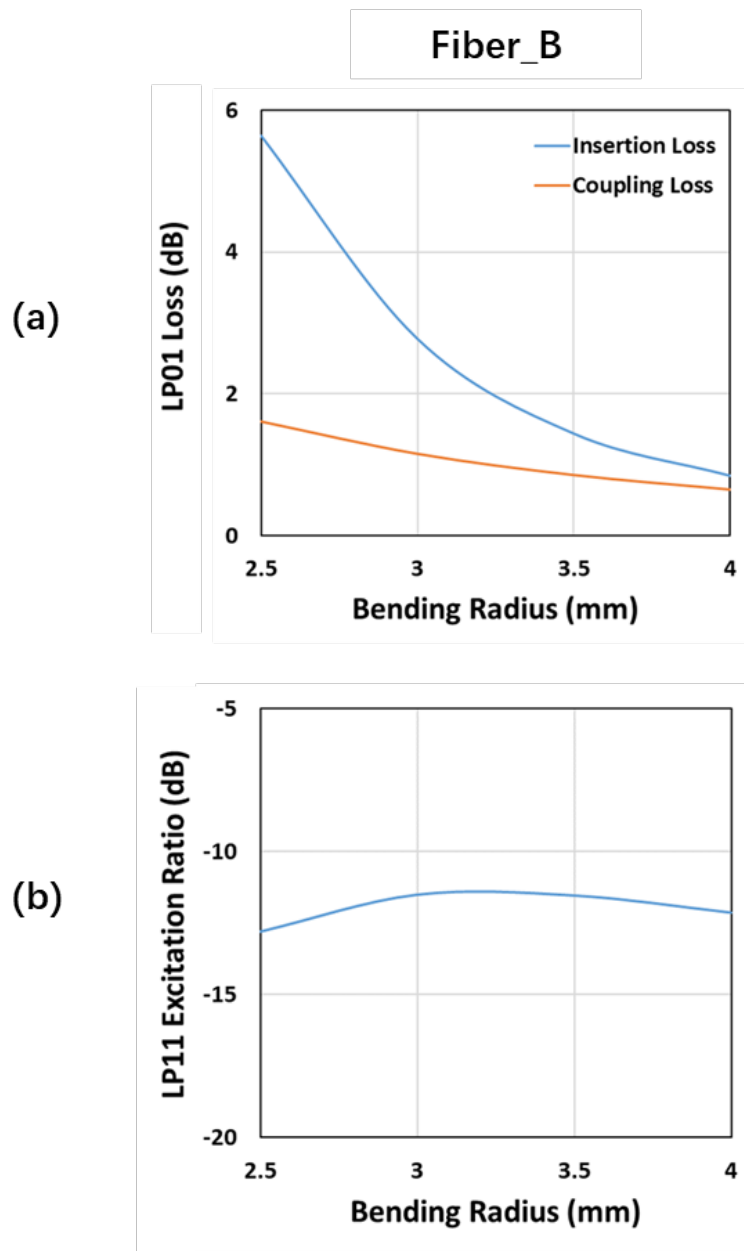 Fiber_B
(a)
LP01 Loss (dB)
6
4
2
0
Insertion Loss
Coupling Loss
2.5 3 3.5 4
Bending Radius (mm)
(b)
LP11 Excitation Ratio (dB)
-5
-10
-15
-20
2.5 3 3.5 4
Bending Radius (mm)